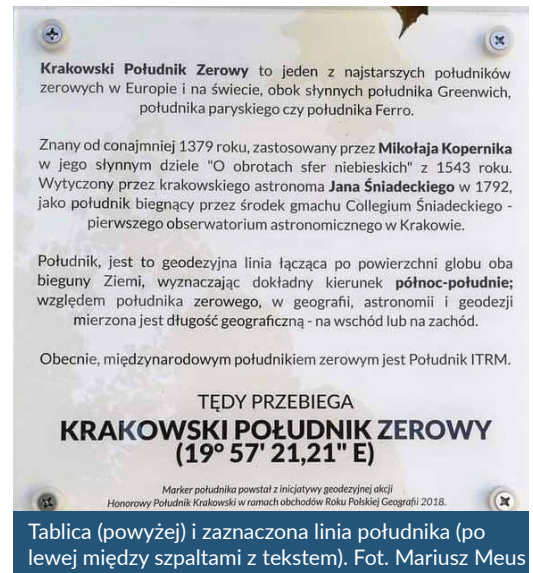 Krakowski Południk Zerowy to jeden z najstarszych południków
zerowych w Europie i na świecie, obok słynnych południka Greenwich,
południka paryskiego czy południka Ferro.
Znany od conajmniej 1379 roku, zastosowany przez Mikołaja Kopernika
w jego słynnym dziele "O obrotach sfer niebieskich" z 1543 roku.
Wytyczony przez krakowskiego astronoma Jana Śniadeckiego w 1792,
jako południk biegnący przez środek gmachu Collegium Śniadeckiego -
pierwszego obserwatorium astronomicznego w Krakowie.
Południk, jest to geodezyjna linia łącząca po powierzchni globu oba
bieguny Ziemi, wyznaczając dokładny kierunek północ-południe;
względem południka zerowego, w geografii, astronomii i geodezji
mierzona jest długość geograficzną - na wschód lub na zachód.
Obecnie, międzynarodowym południkiem zerowym jest Południk ITRM.
TĘDY PRZEBIEGA
KRAKOWSKI POŁUDNIK ZEROWY
(19° 57' 21,21" E)
Marker południka powstał z inicjatywy geodezyjnej akcji
Honorowy Południk Krakowski w ramach obchodów Roku Polskiej Geografii 2018.
Tablica (powyżej) i zaznaczona linia południka (po
lewej między szpaltami z tekstem). Fot. Mariusz Meus